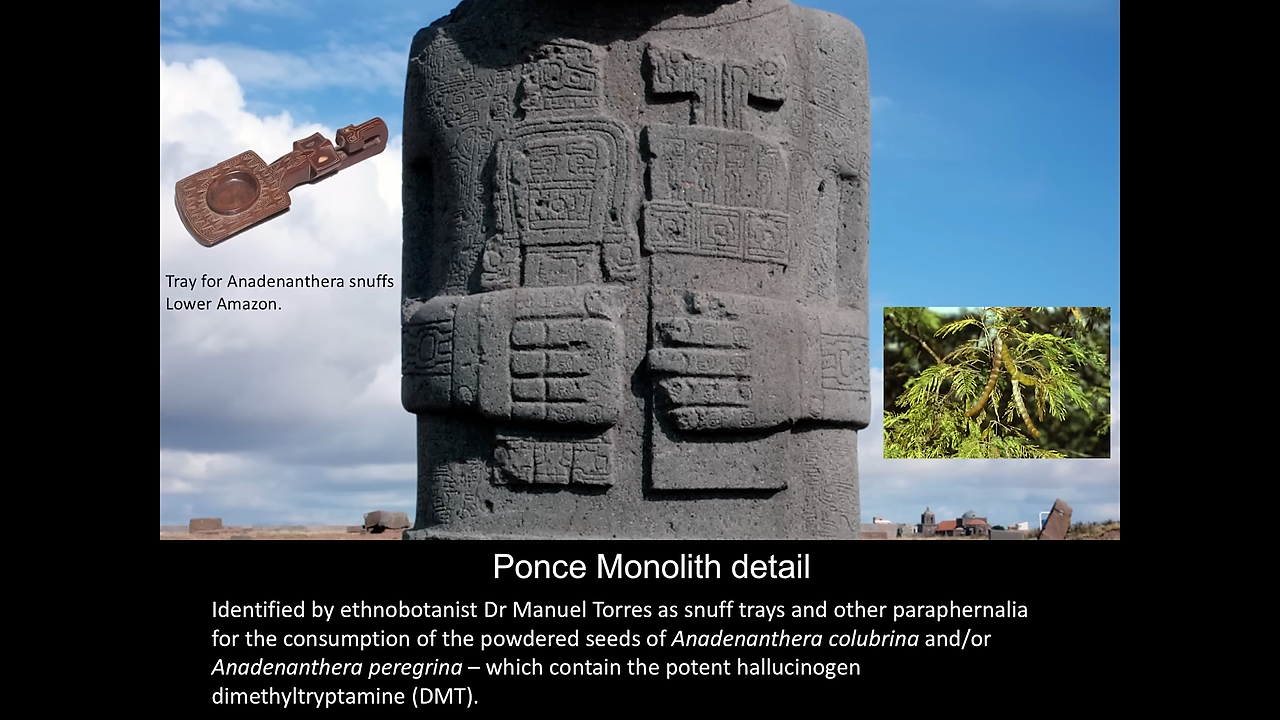 Tray for Anadenanthera snuffs
Lower Amazon.
Ponce Monolith detail
Identified by ethnobotanist Dr Manuel Torres as snuff trays and other paraphernalia
for the consumption of the powdered seeds of Anadenanthera colubrina and/or
Anadenanthera peregrina – which contain the potent hallucinogen
dimethyltryptamine (DMT).